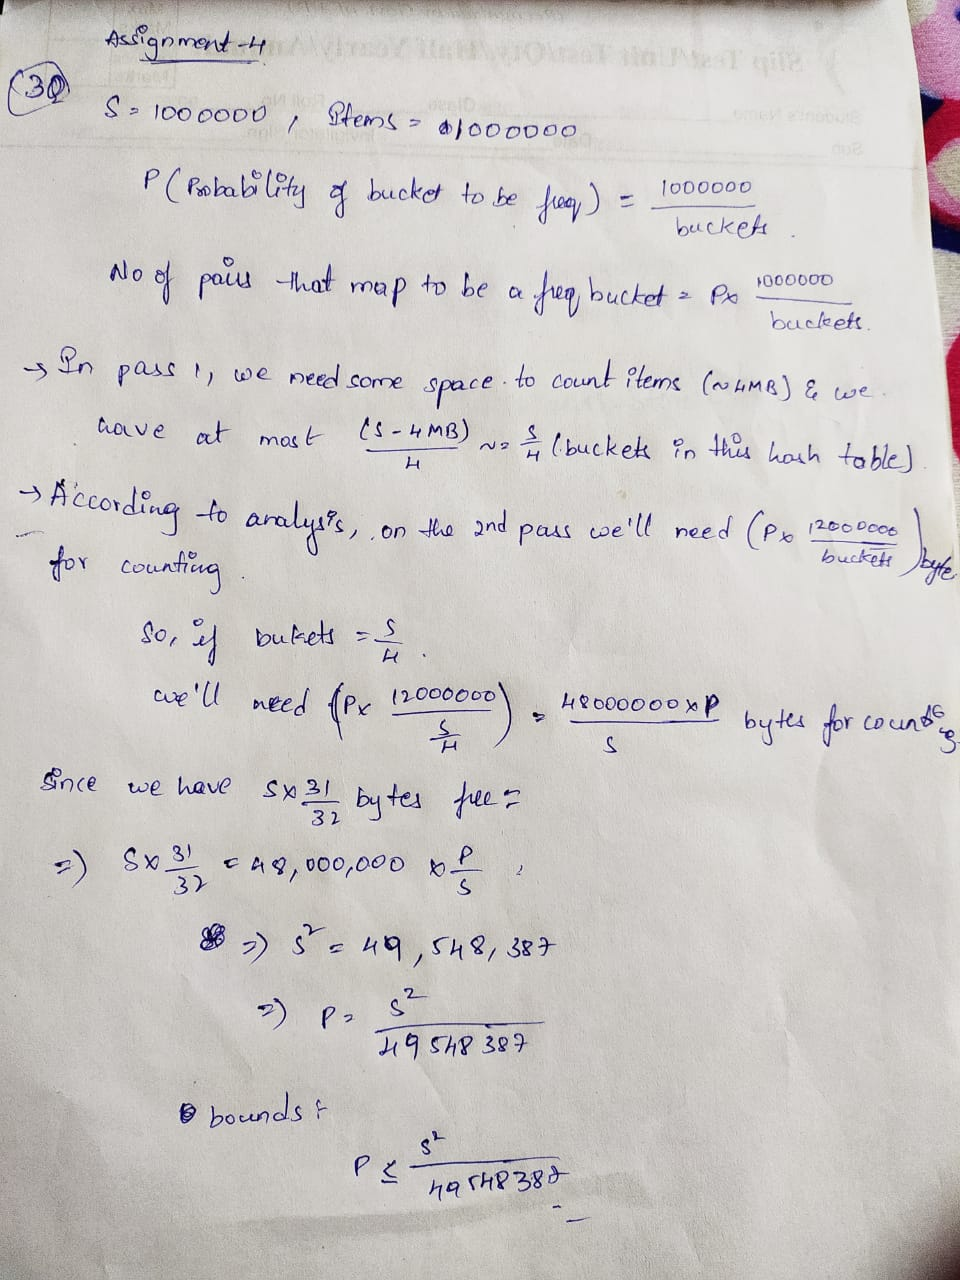 Assignment-4
3Q
S = 1000000, Items = 1000000
P (Probability of bucket to be freq) = 1000000 / buckets.
No of pairs that map to be a freq bucket = P x 1000000 / buckets.
→ In pass 1, we need some space to count items (~4MB) & we
have at most (S-4MB) / 4 ~= S/4 (buckets in this hash table).
→ According to analysis, on the 2nd pass we'll need (P x 12000000 / buckets) byte
for counting.
So, if bukets = S/4.
we'll need (P x 12000000 / S/4) = 48000000 x P / S bytes for counting
Since we have S x 31/32 bytes free =
=) S x 31/32 = 48,000,000 x P/S
=) S² = 49,548,387
=) P = S² / 49548387
bounds :
P ≤ S² / 49548387